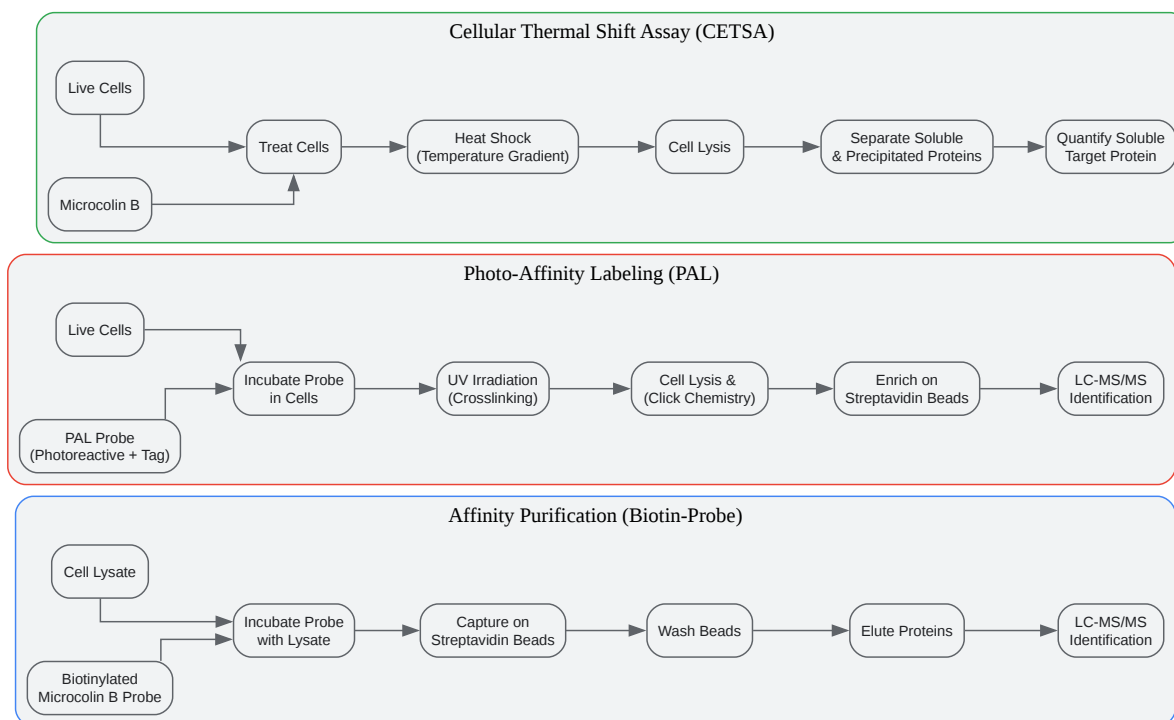 Cellular Thermal Shift Assay (CETSA)
Live Cells
Microcolin B
Treat Cells
Heat Shock
(Temperature Gradient)
Cell Lysis
Separate Soluble
& Precipitated Proteins
Quantify Soluble
Target Protein
Photo-Affinity Labeling (PAL)
Live Cells
PAL Probe
(Photoreactive + Tag)
Incubate Probe
in Cells
UV Irradiation
(Crosslinking)
Cell Lysis &
(Click Chemistry)
Enrich on
Streptavidin Beads
LC-MS/MS
Identification
Affinity Purification (Biotin-Probe)
Cell Lysate
Biotinylated
Microcolin B Probe
Incubate Probe
with Lysate
Capture on
Streptavidin Beads
Wash Beads
Elute Proteins
LC-MS/MS
Identification